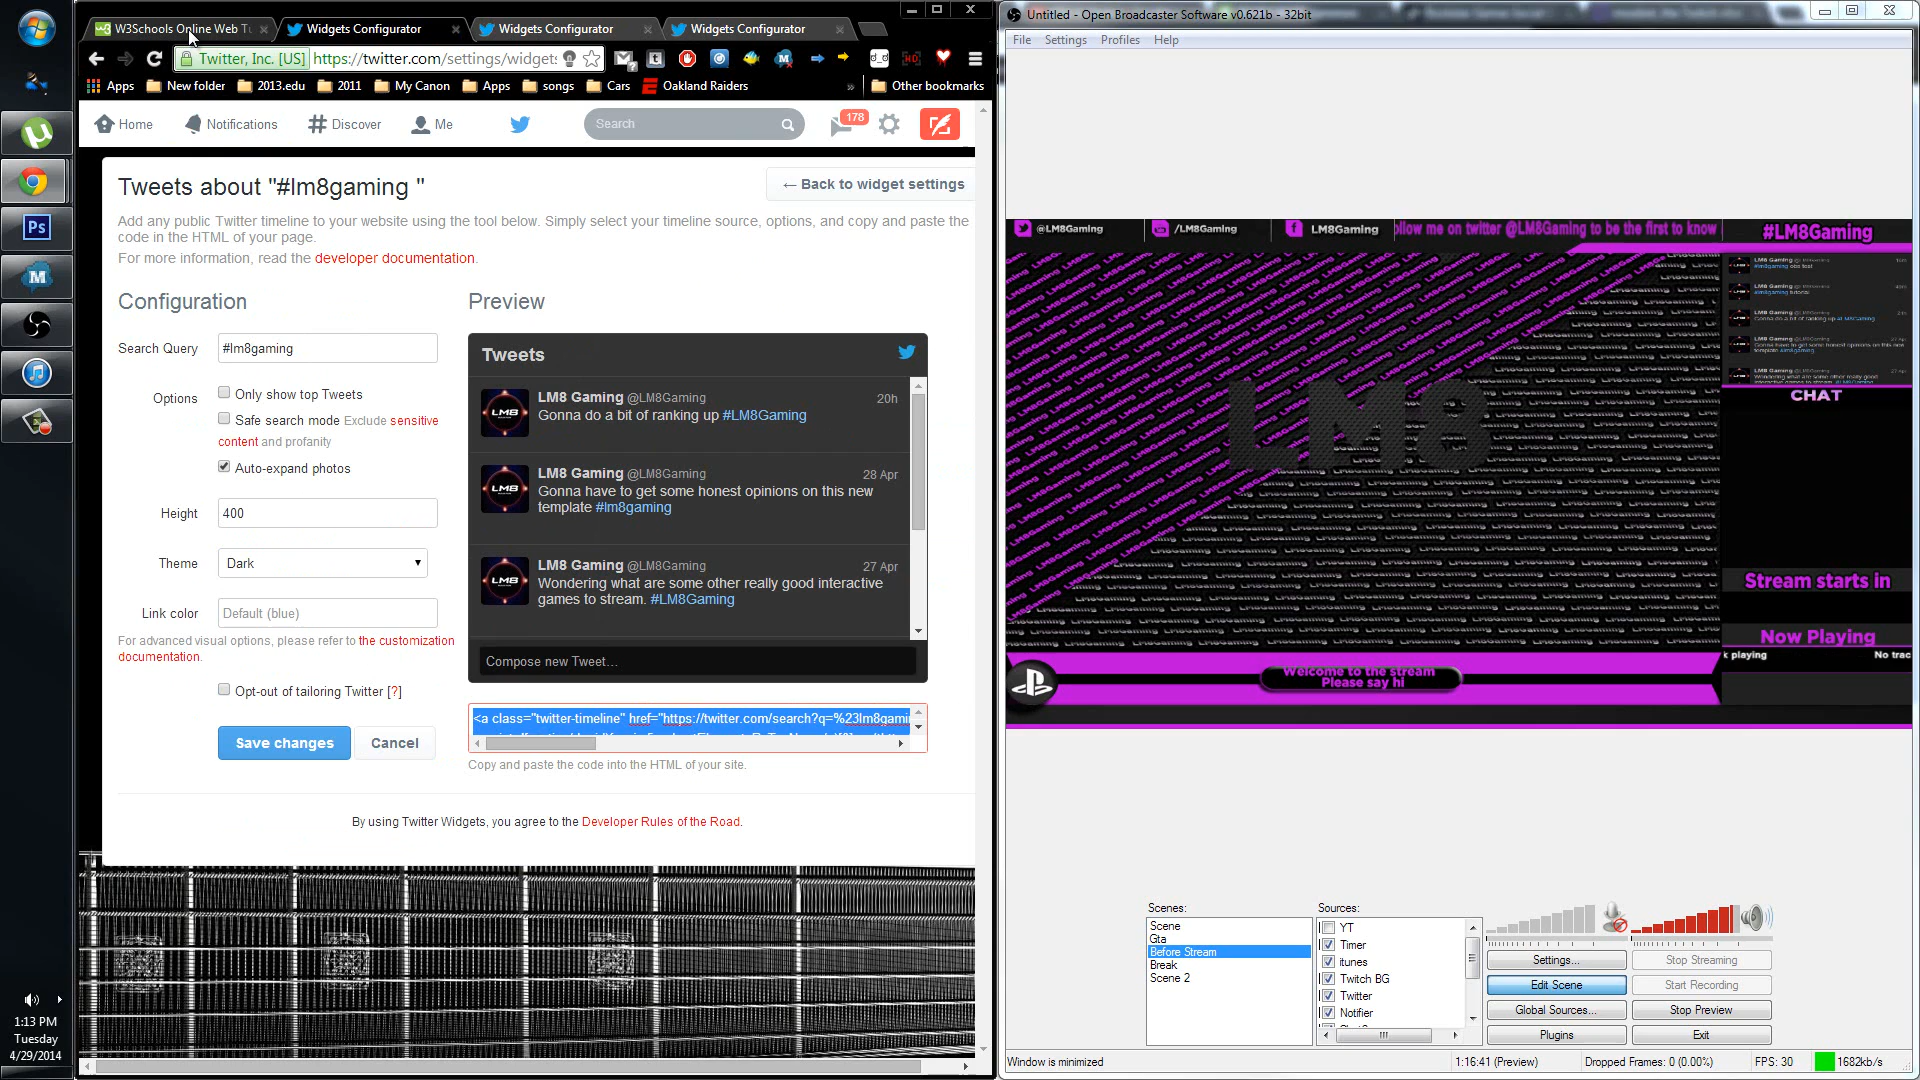 W3Schools Online Web Tu
Widgets Configurator
Widgets Configurator
Widgets Configurator
Twitter, Inc. [US]
https://twitter.com/settings/widgets
Apps
New folder
2013.edu
2011
My Canon
Apps
songs
Cars
Oakland Raiders
»
Other bookmarks
Home
Notifications
Discover
Me
Search
178
Tweets about "#lm8gaming "
← Back to widget settings
Add any public Twitter timeline to your website using the tool below. Simply select your timeline source, options, and copy and paste the
code in the HTML of your page.
For more information, read the developer documentation.
Configuration
Search Query
#lm8gaming
Options
Only show top Tweets
Safe search mode Exclude sensitive
content and profanity
Auto-expand photos
Height
400
Theme
Dark
Link color
Default (blue)
For advanced visual options, please refer to the customization
documentation.
Opt-out of tailoring Twitter [?]
Save changes
Cancel
Preview
Tweets
LM8 Gaming @LM8Gaming 20h
Gonna do a bit of ranking up #LM8Gaming
LM8 Gaming @LM8Gaming 28 Apr
Gonna have to get some honest opinions on this new
template #lm8gaming
LM8 Gaming @LM8Gaming 27 Apr
Wondering what are some other really good interactive
games to stream. #LM8Gaming
Compose new Tweet…
<a class="twitter-timeline" href="https://twitter.com/search?q=%23lm8gami
Copy and paste the code into the HTML of your site.
By using Twitter Widgets, you agree to the Developer Rules of the Road.
Ps
M
1:13 PM
Tuesday
4/29/2014
Untitled - Open Broadcaster Software v0.621b - 32bit
File
Settings
Profiles
Help
@LM8Gaming
/LM8Gaming
LM8Gaming
ollow me on twitter @LM8Gaming to be the first to know
#LM8Gaming
LM8
CHAT
Stream starts in
Now Playing
k playing
No trac
Welcome to the stream
Please say hi
Scenes:
Scene
Gta
Before Stream
Break
Scene 2
Sources:
YT
Timer
itunes
Twitch BG
Twitter
Notifier
Settings...
Stop Streaming
Edit Scene
Start Recording
Global Sources...
Stop Preview
Plugins
Exit
Window is minimized
1:16:41 (Preview)
Dropped Frames: 0 (0.00%)
FPS: 30
1682kb/s